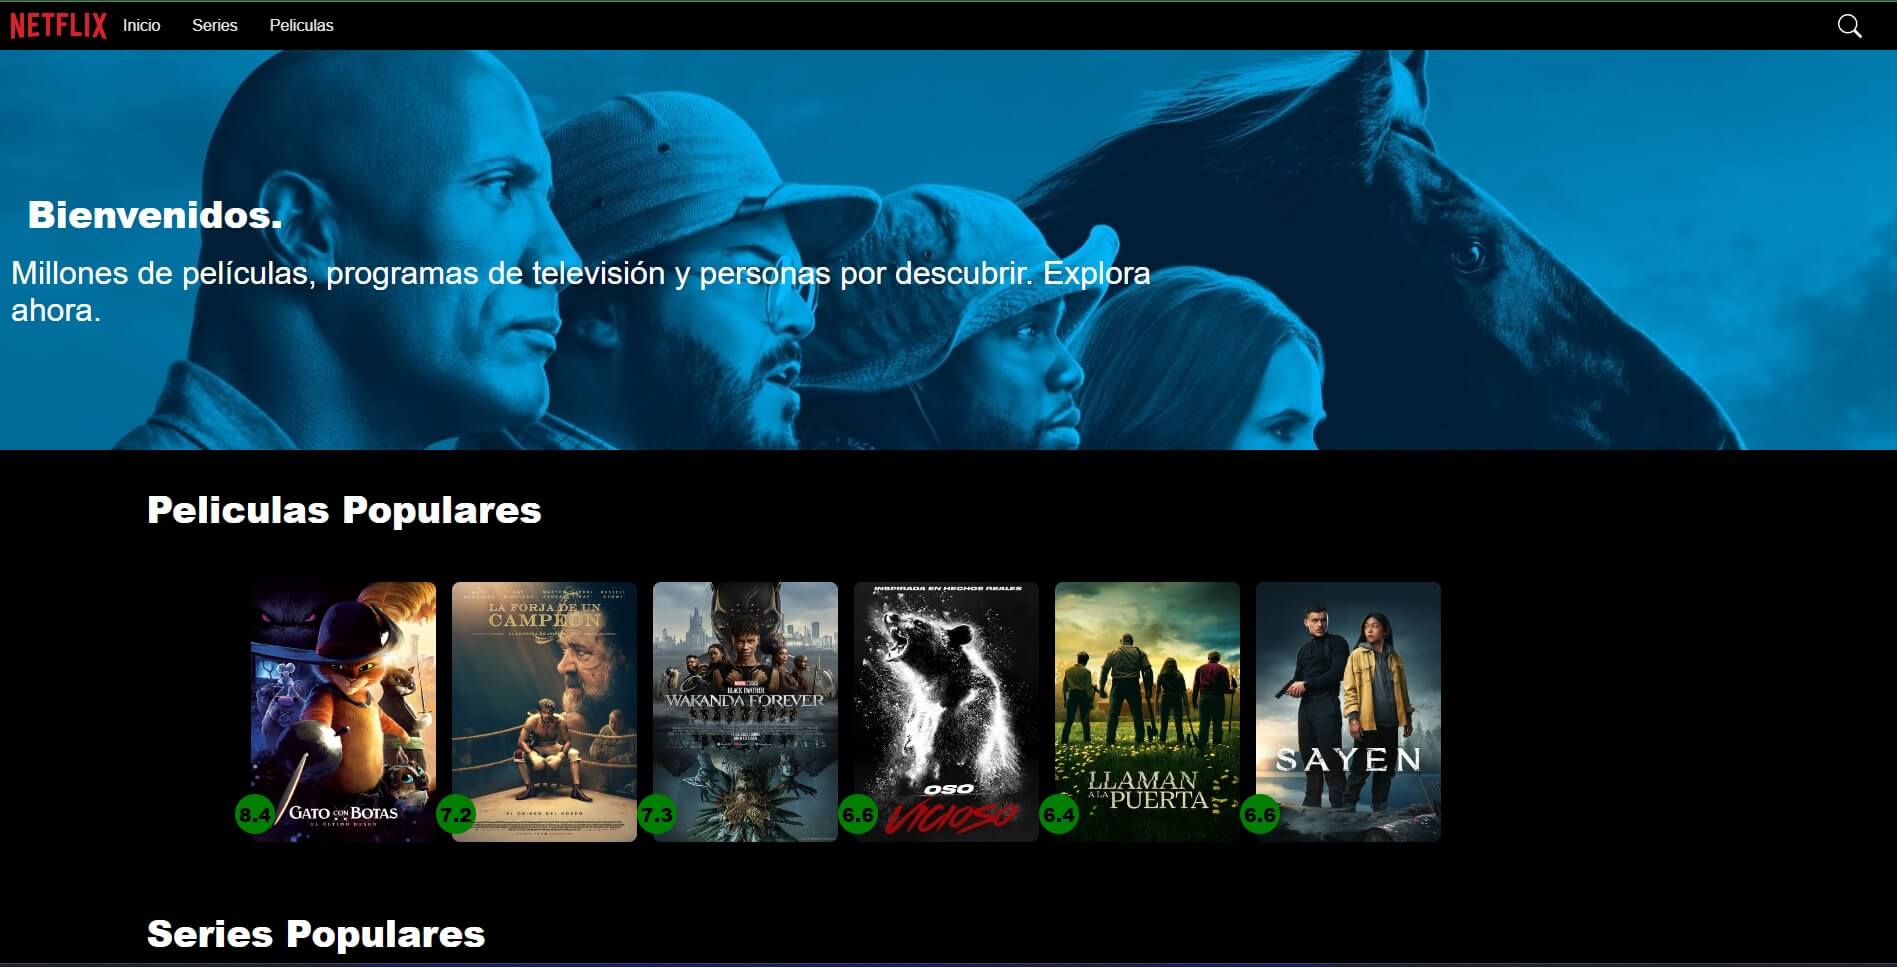 NETFLIX Inicio Series Peliculas
Bienvenidos.
Millones de películas, programas de televisión y personas por descubrir. Explora
ahora.
Peliculas Populares
LA FORJA DE UN
CAMPEÓN
EL ORIGEN DEL BOXEO
MARVEL STUDIOS
BLACK PANTHER
WAKANDA FOREVER
INSPIRADA EN HECHOS REALES
OSO
VICIOSO
LLAMAN
A LA PUERTA
SAYEN
GATO CON BOTAS
EL ÚLTIMO DESEO
8.4 7.2 7.3 6.6 6.4 6.6
Series Populares